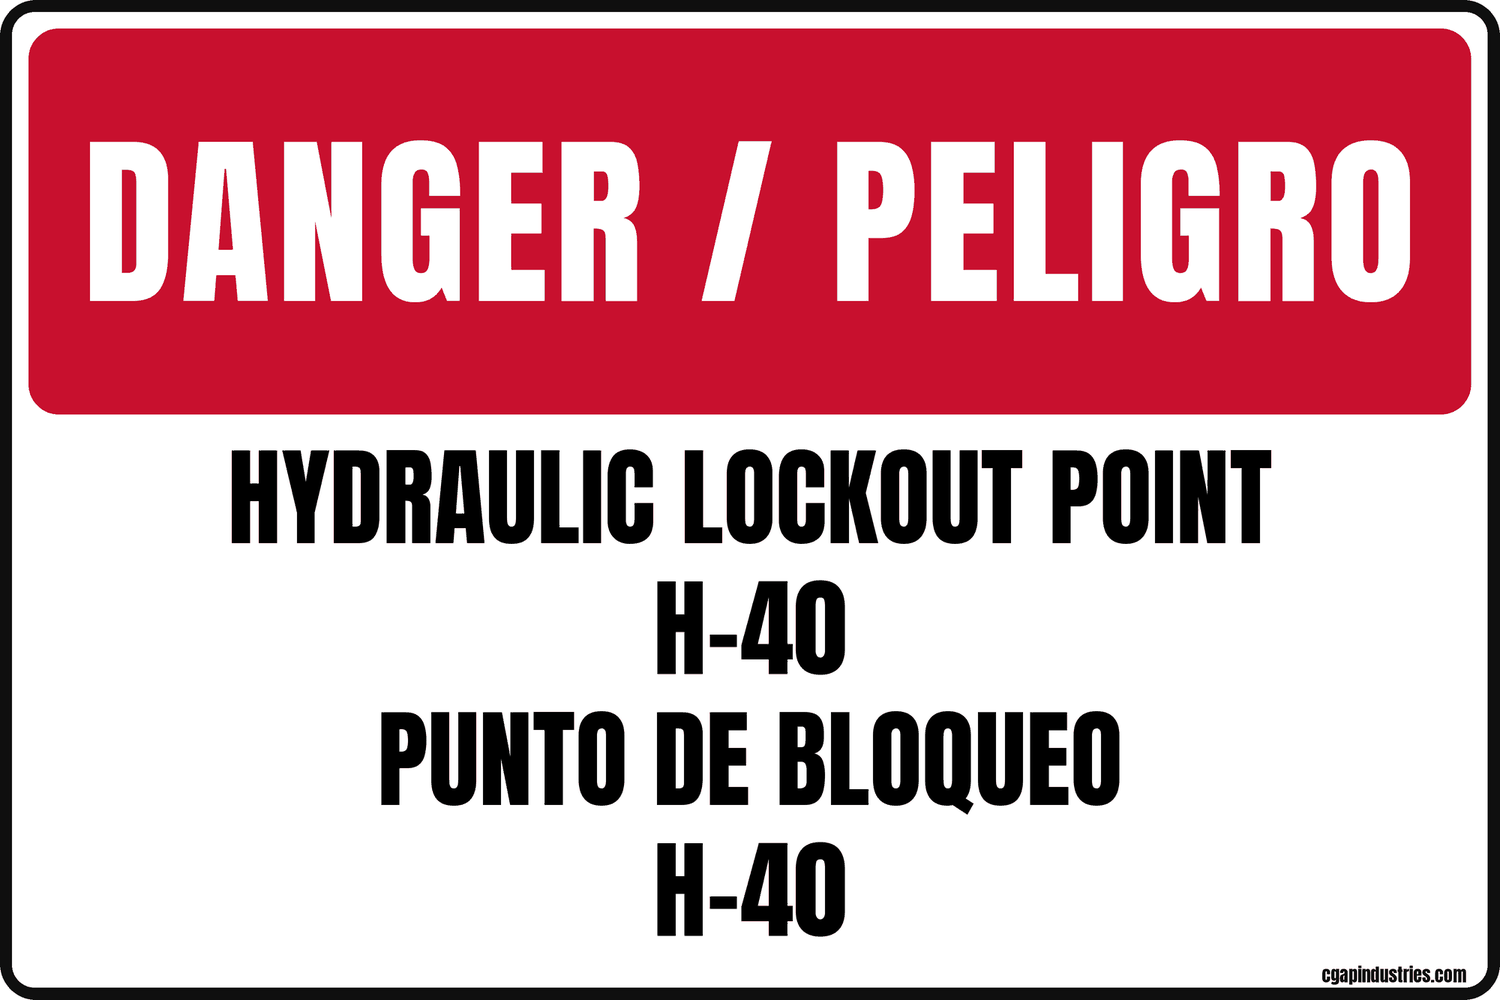 DANGER / PELIGRO
HYDRAULIC LOCKOUT POINT
H-40
PUNTO DE BLOQUEO
H-40
cgapindustries.com